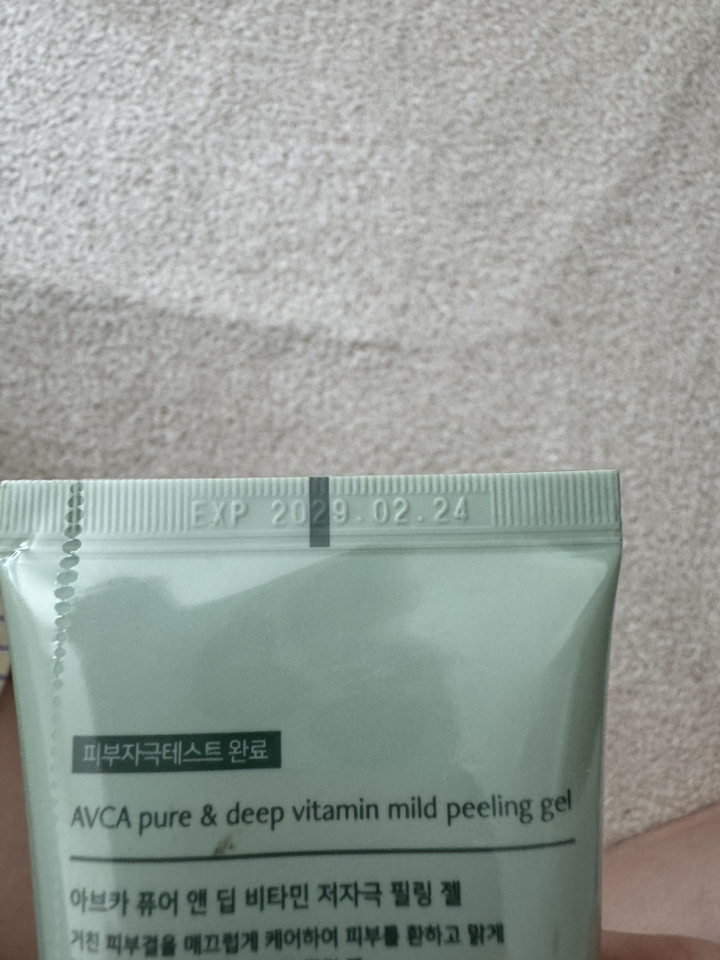 EXP 2029.02.24
피부자극테스트 완료
AVCA pure & deep vitamin mild peeling gel
아브카 퓨어 앤 딥 비타민 저자극 필링 젤
거친 피부결을 매끄럽게 케어하여 피부를 환하고 맑게